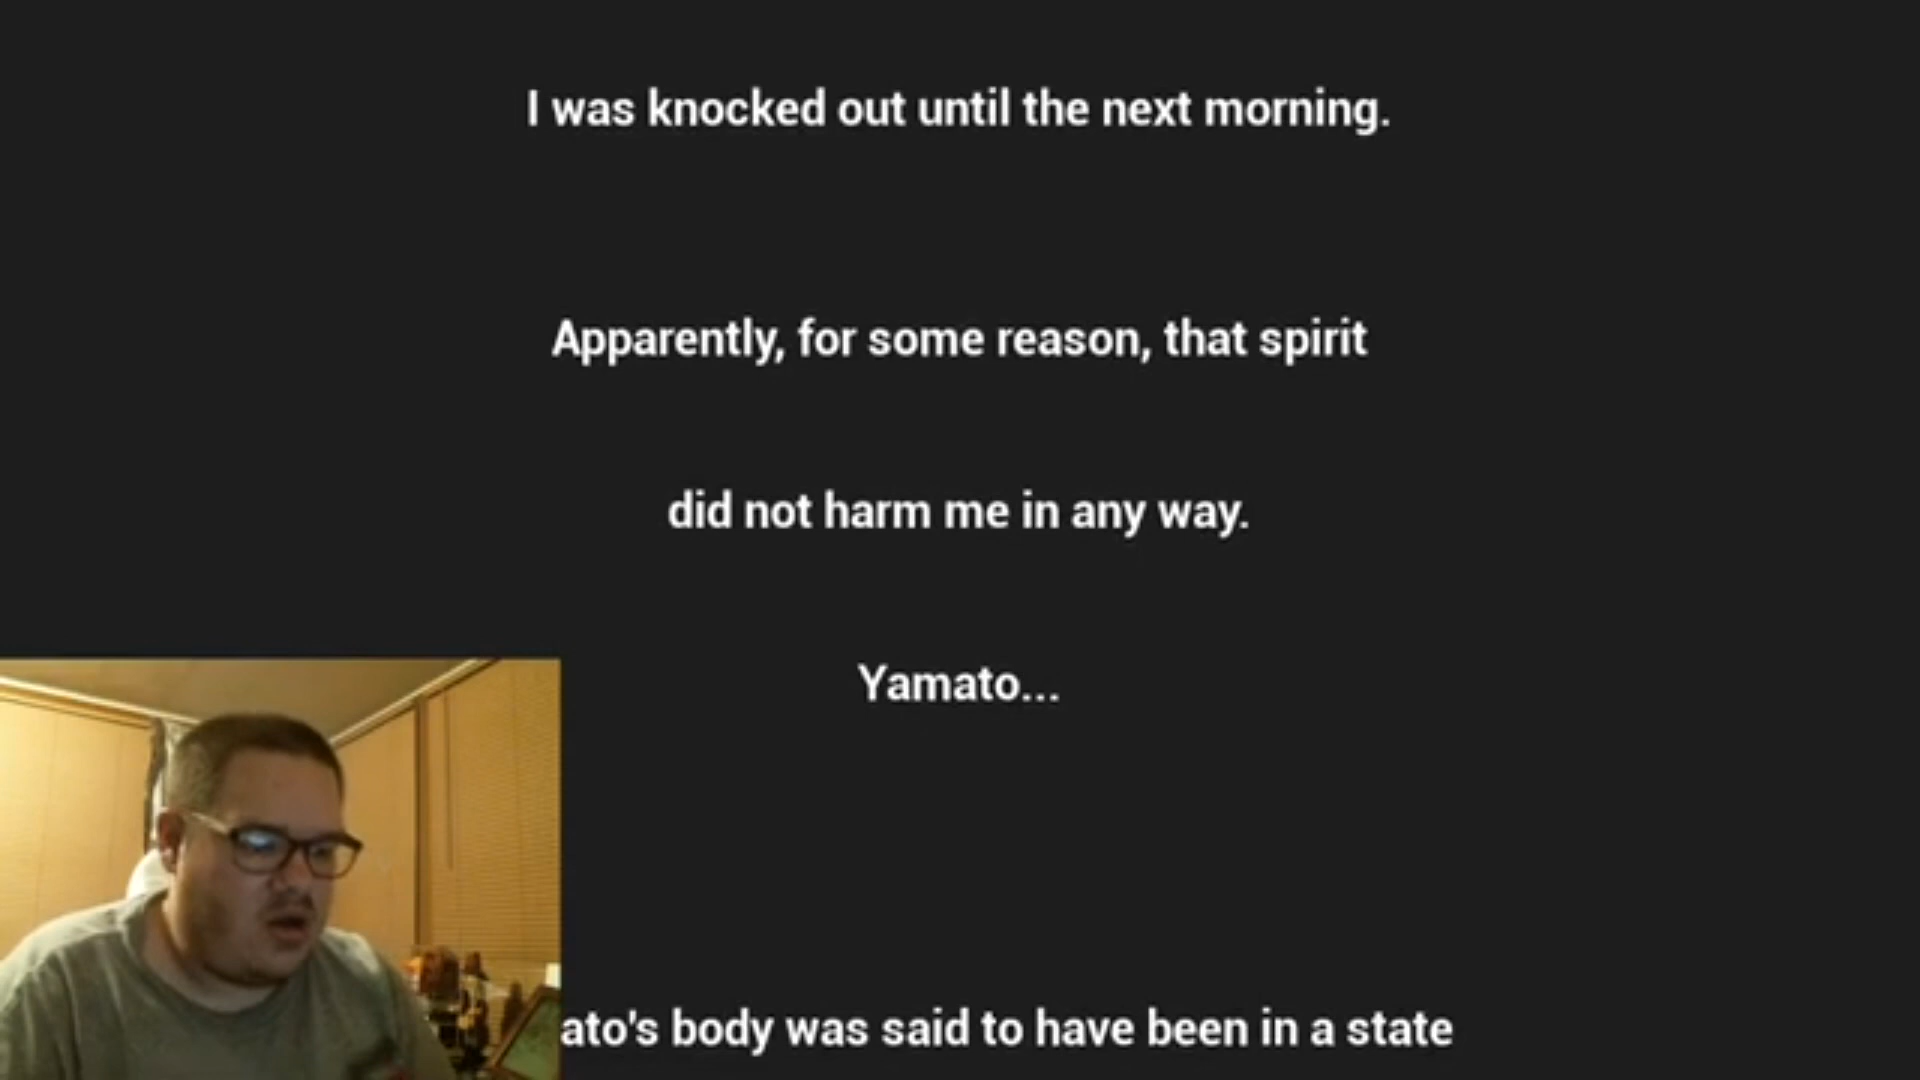 I was knocked out until the next morning.
Apparently, for some reason, that spirit
did not harm me in any way.
Yamato...
ato's body was said to have been in a state